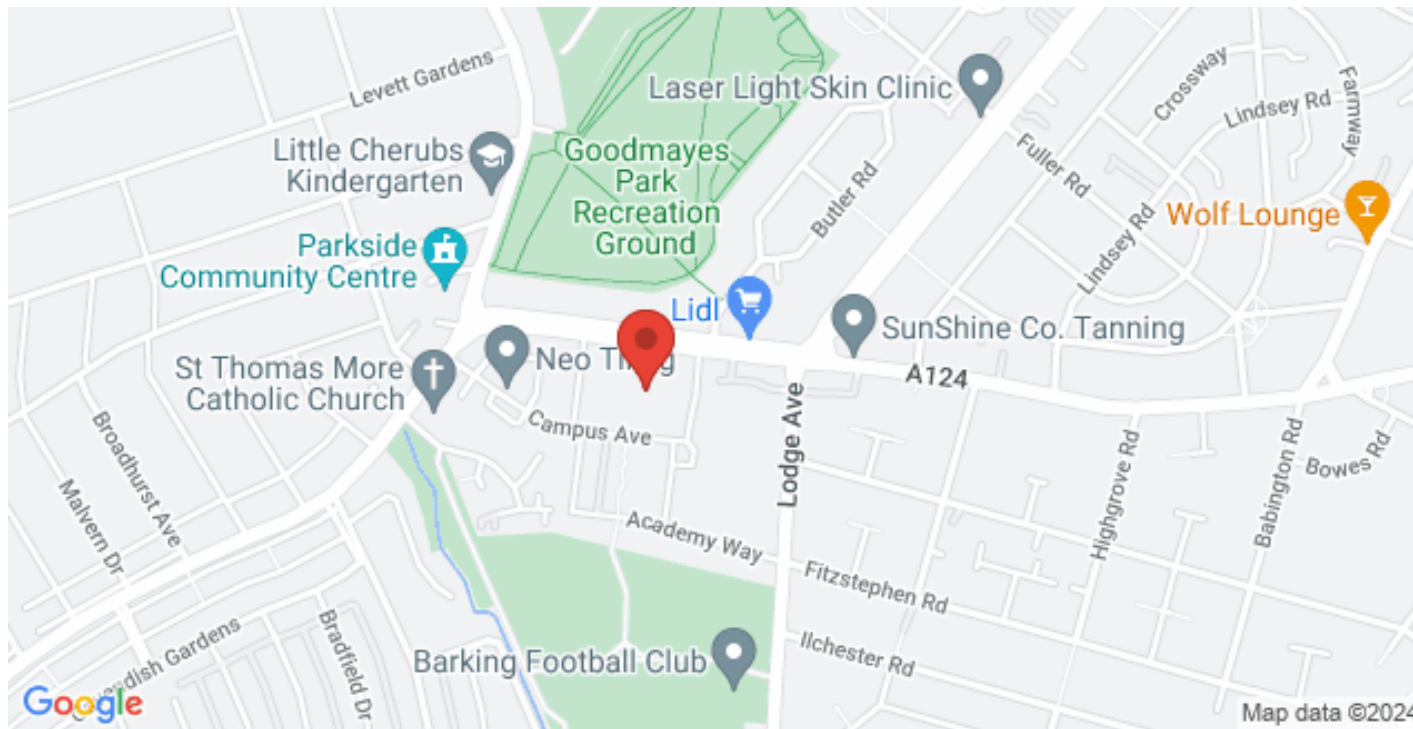 Levett Gardens
Laser Light Skin Clinic
Crossway
Lindsey Rd
Farmway
Little Cherubs
Kindergarten
Goodmayes
Park
Recreation
Ground
Fuller Rd
Butler Rd
Lindsey Rd
Wolf Lounge
Parkside
Community Centre
Lidl
SunShine Co. Tanning
St Thomas More
Catholic Church
Neo
A124
Campus Ave
Lodge Ave
Broadhurst Ave
Malvern Dr
Highgrove Rd
Babington Rd
Bowes Rd
Academy Way
Fitzstephen Rd
Ilchester Rd
Barking Football Club
Gardens
Bradfield Dr
Google
Map data ©2024